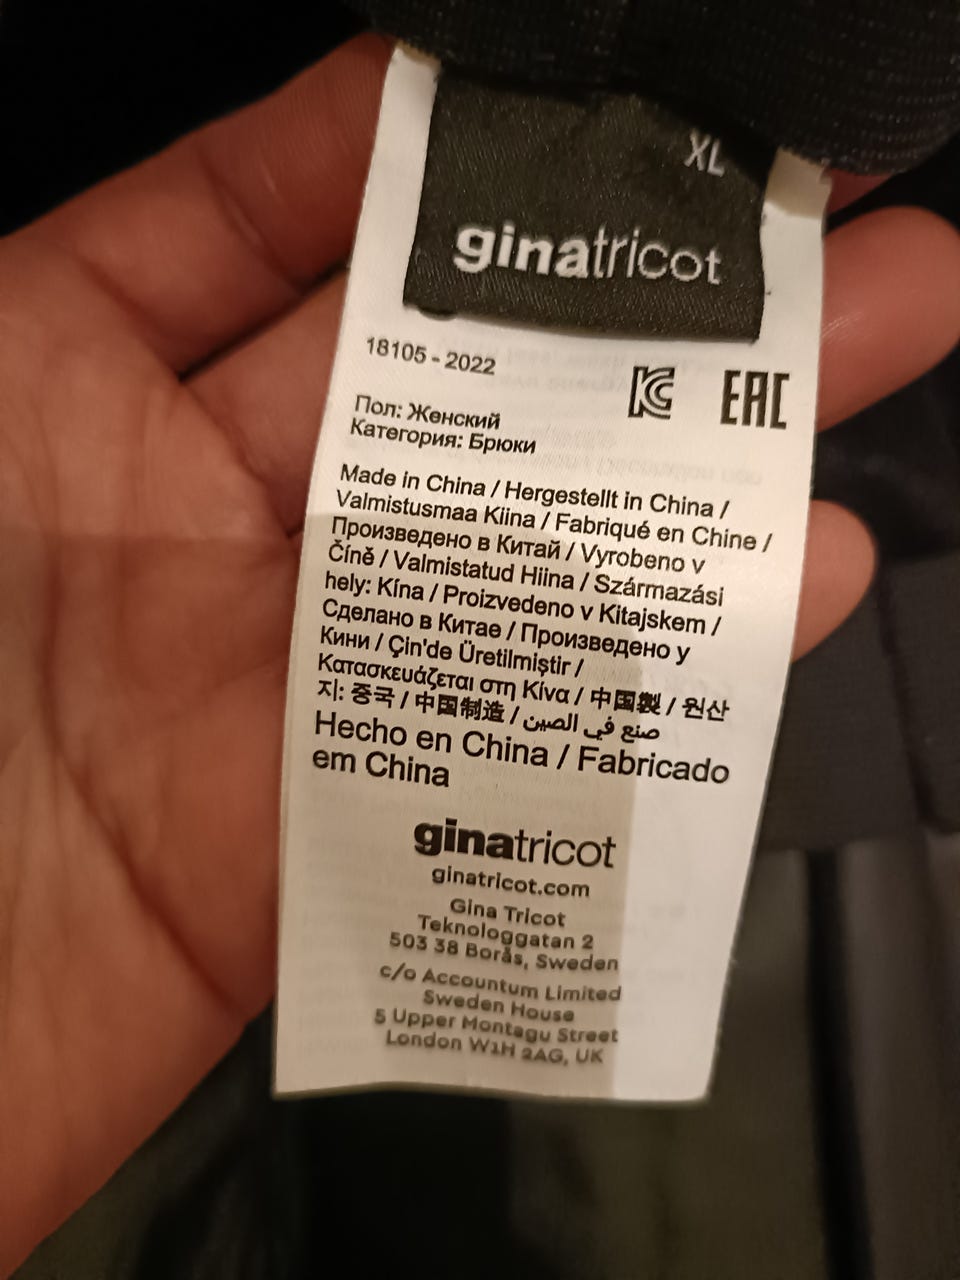 XL
ginatricot
18105 - 2022
KC EAC
Пол: Женский
Категория: Брюки
Made in China / Hergestellt in China /
Valmistusmaa Kiina / Fabriqué en Chine /
Произведено в Китай / Vyrobeno v
Číně / Valmistatud Hiina / Származási
hely: Kína / Proizvedeno v Kitajskem /
Сделано в Китае / Произведено у
Кини / Çin'de Üretilmiştir /
Κατασκευάζεται στη Κίνα / 中国製 / 원산
지: 중국 / 中国制造 / صنع في الصين
Hecho en China / Fabricado
em China
ginatricot
ginatricot.com
Gina Tricot
Teknologgatan 2
503 38 Borås, Sweden
c/o Accountum Limited
Sweden House
5 Upper Montagu Street
London W1H 2AG, UK